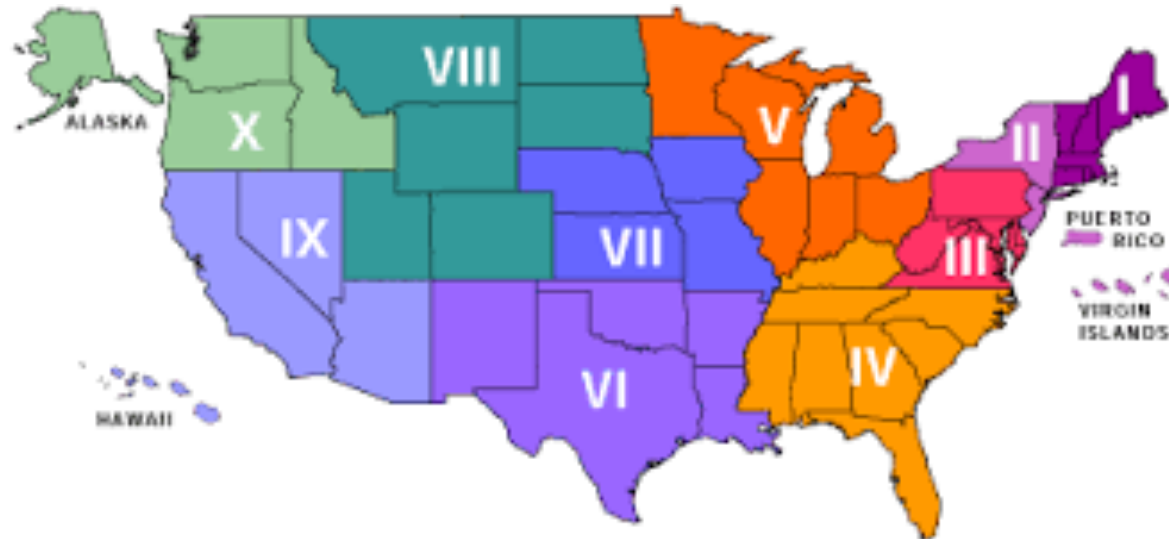 VIII
I
ALASKA
X
V
II
PUERTO
RICO
IX
VII
III
VIRGIN
ISLANDS
IV
VI
HAWAII